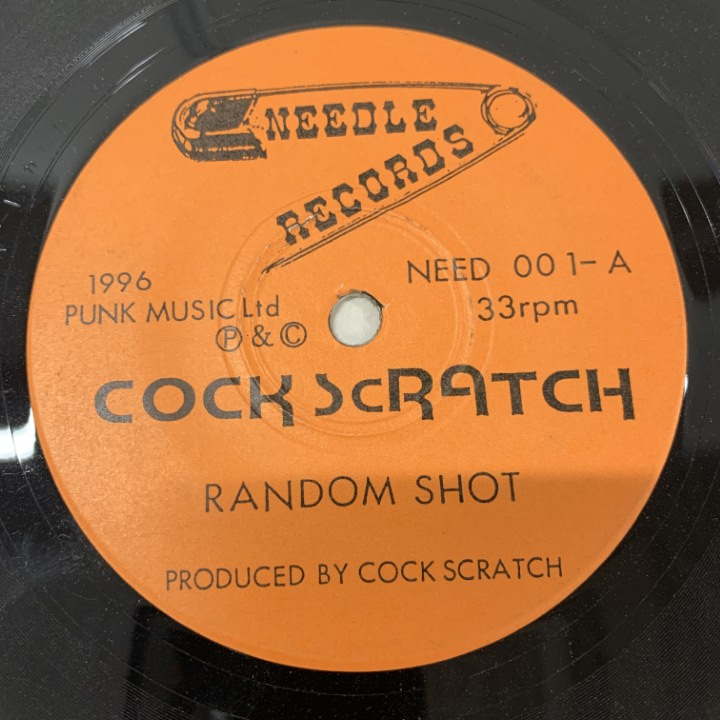 NEEDLE
RECORDS
1996
PUNK MUSIC Ltd
Ⓟ & ©
NEED 001-A
33rpm
COCK ScRATCH
RANDOM SHOT
PRODUCED BY COCK SCRATCH